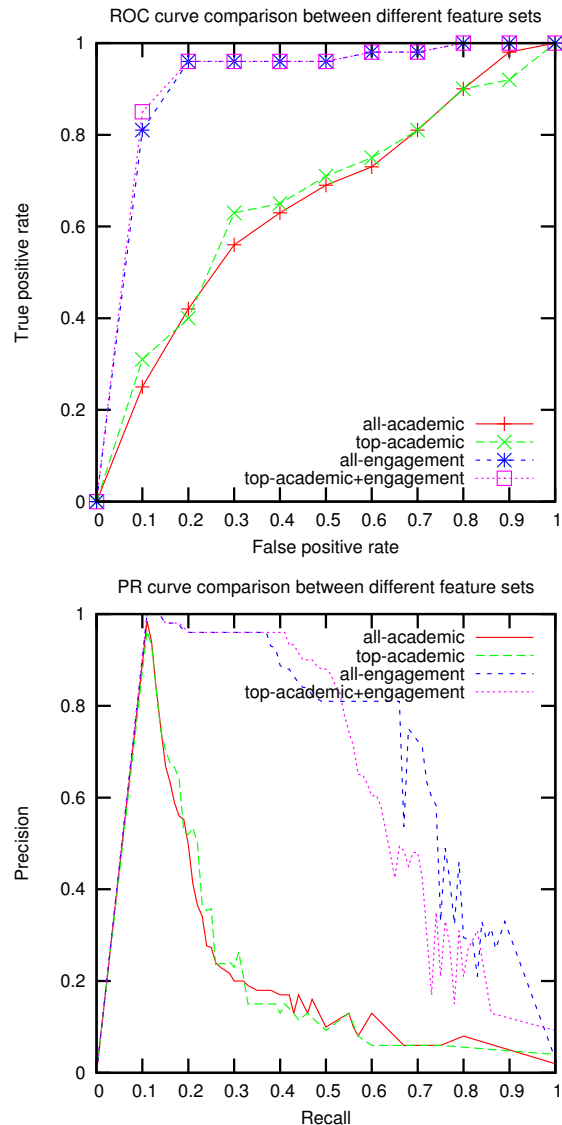 ROC curve comparison between different feature sets
1
0.8
0.6
0.4
0.2
0
True positive rate
all-academic
top-academic
all-engagement
top-academic+engagement
0 0.1 0.2 0.3 0.4 0.5 0.6 0.7 0.8 0.9 1
False positive rate
PR curve comparison between different feature sets
1
0.8
0.6
0.4
0.2
0
Precision
all-academic
top-academic
all-engagement
top-academic+engagement
0 0.1 0.2 0.3 0.4 0.5 0.6 0.7 0.8 0.9 1
Recall